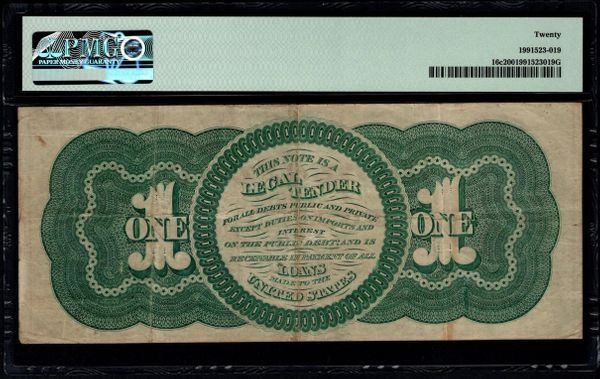 PMG
PAPER MONEY GUARANTY
Twenty
1991523-019
16c2001991523019G
THIS NOTE IS A
LEGAL TENDER
FOR ALL DEBTS PUBLIC AND PRIVATE
EXCEPT DUTIES ON IMPORTS AND
INTEREST
ON THE PUBLIC DEBT: AND IS
RECEIVABLE IN PAYMENT OF ALL
LOANS
MADE TO THE
UNITED STATES
1 ONE
1 ONE